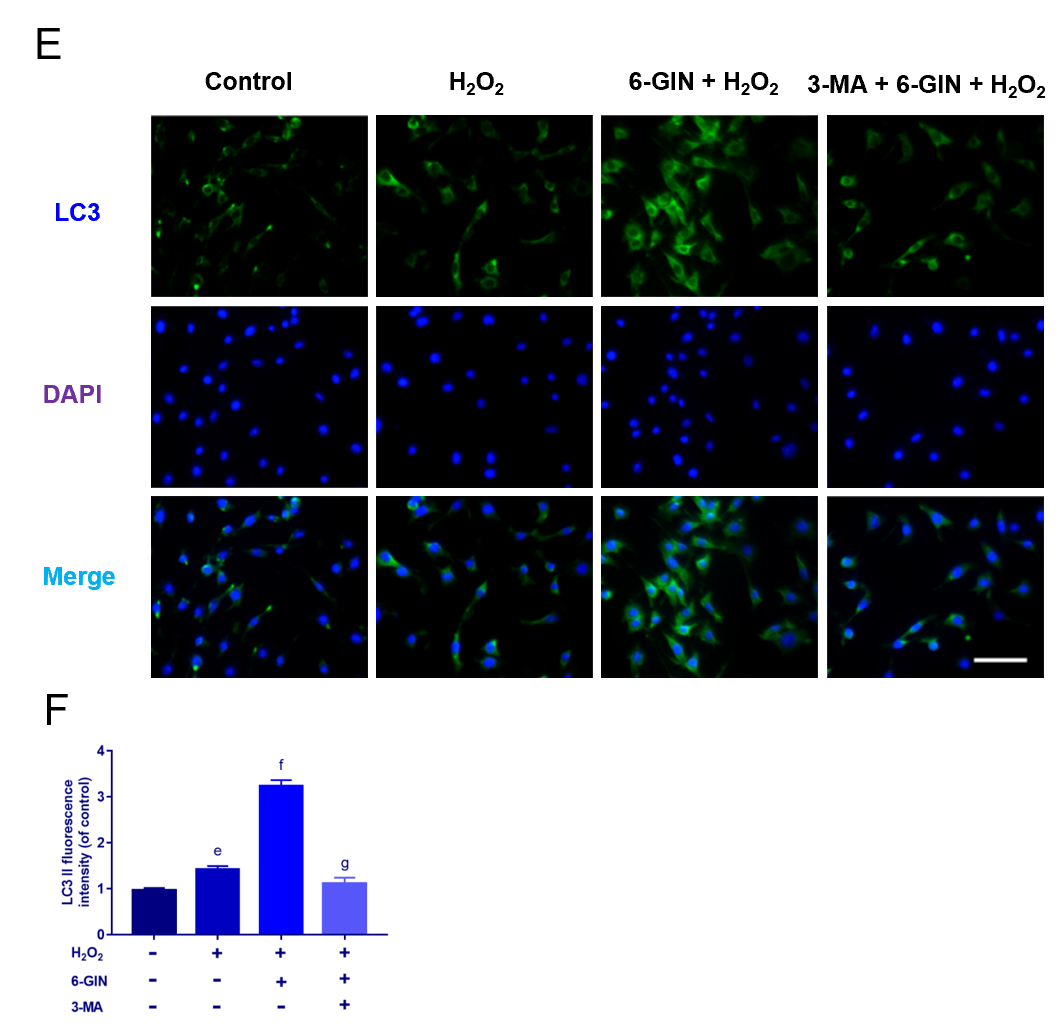 E
Control H₂O₂ 6-GIN + H₂O₂ 3-MA + 6-GIN + H₂O₂
LC3
DAPI
Merge
F
LC3 II fluorescence
intensity (of control)
4
3
2
1
0
e f g
H₂O₂ - + + +
6-GIN - - + +
3-MA - - - +